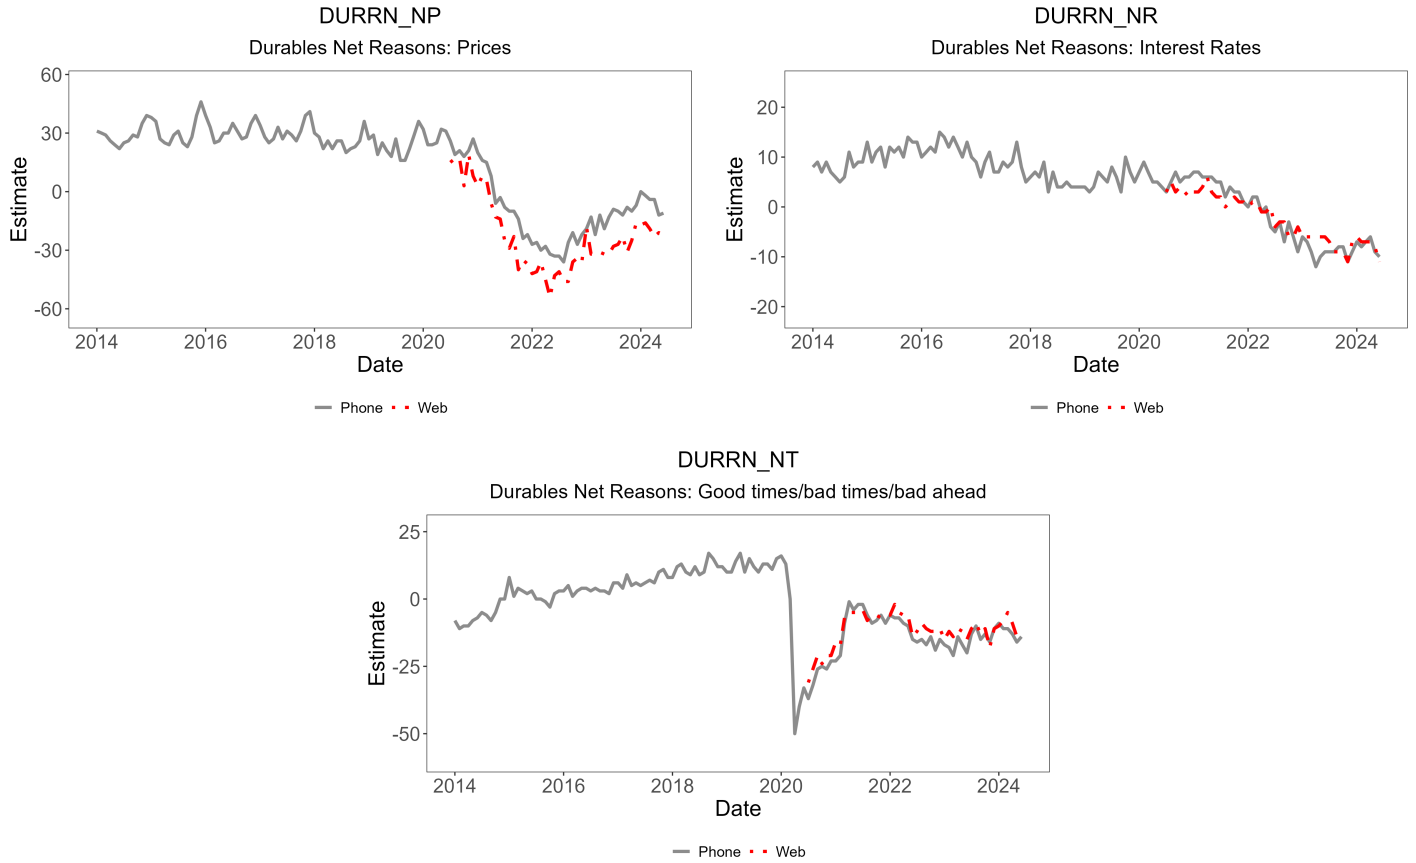 DURRN_NP
Durables Net Reasons: Prices
60
30
0
-30
-60
Estimate
2014 2016 2018 2020 2022 2024
Date
Phone Web
DURRN_NR
Durables Net Reasons: Interest Rates
20
10
0
-10
-20
Estimate
2014 2016 2018 2020 2022 2024
Date
Phone Web
DURRN_NT
Durables Net Reasons: Good times/bad times/bad ahead
25
0
-25
-50
Estimate
2014 2016 2018 2020 2022 2024
Date
Phone Web